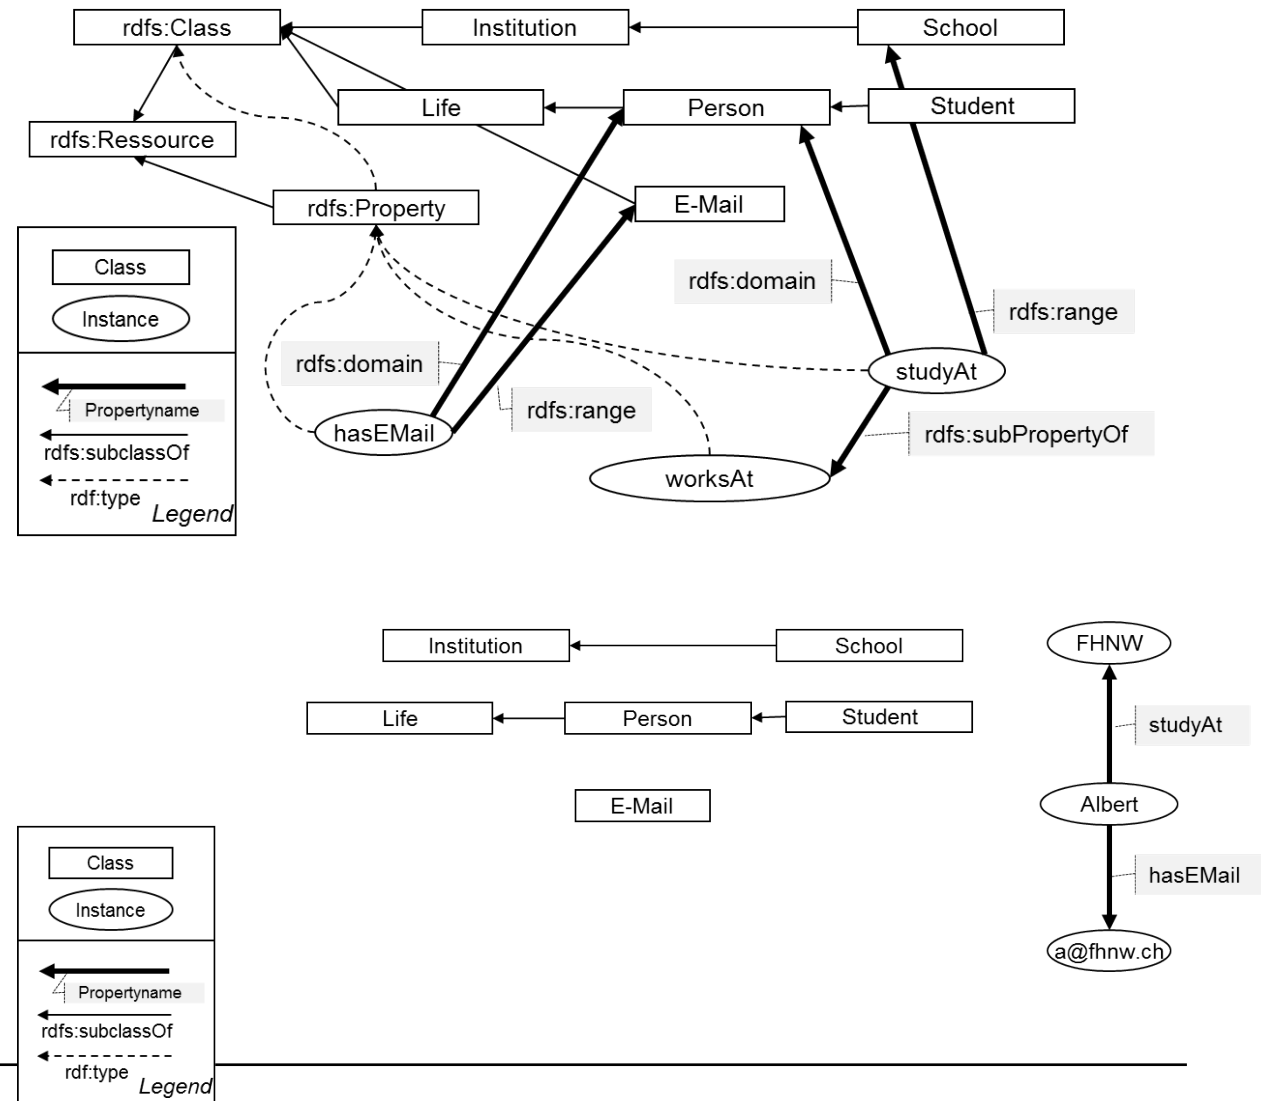 rdfs:Class
Institution
School
Life
Person
Student
rdfs:Ressource
rdfs:Property
E-Mail
Class
Instance
Propertyname
rdfs:subclassOf
rdf:type
Legend
rdfs:domain
rdfs:range
rdfs:domain
rdfs:range
studyAt
hasEMail
rdfs:subPropertyOf
worksAt
Institution
School
FHNW
Life
Person
Student
studyAt
E-Mail
Albert
hasEMail
a@fhnw.ch
Class
Instance
Propertyname
rdfs:subclassOf
rdf:type
Legend